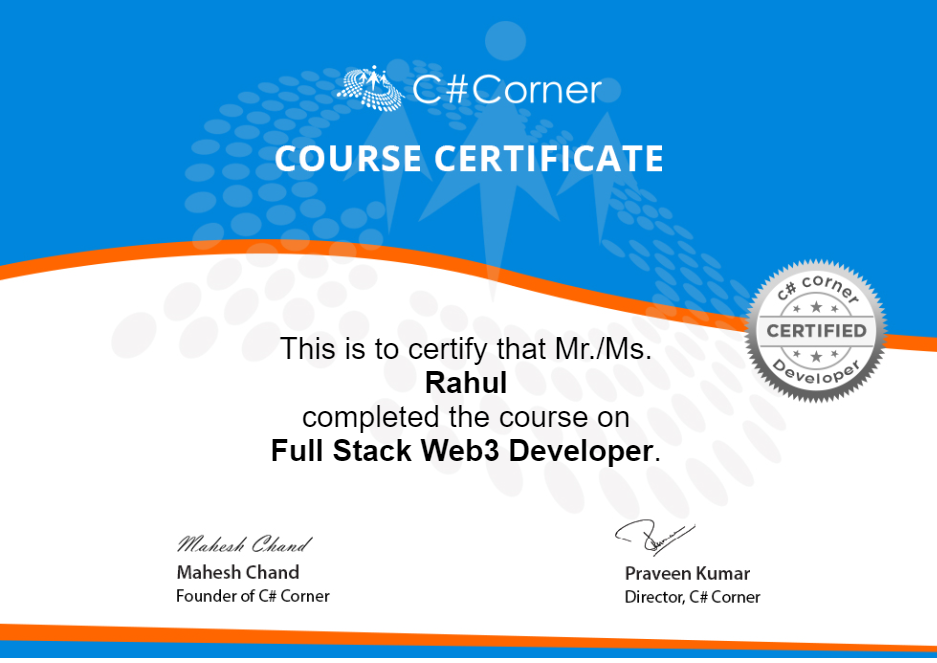 C#Corner
COURSE CERTIFICATE
c# corner
CERTIFIED
Developer
This is to certify that Mr./Ms.
Rahul
completed the course on
Full Stack Web3 Developer.
Mahesh Chand
Mahesh Chand
Founder of C# Corner
Praveen Kumar
Director, C# Corner